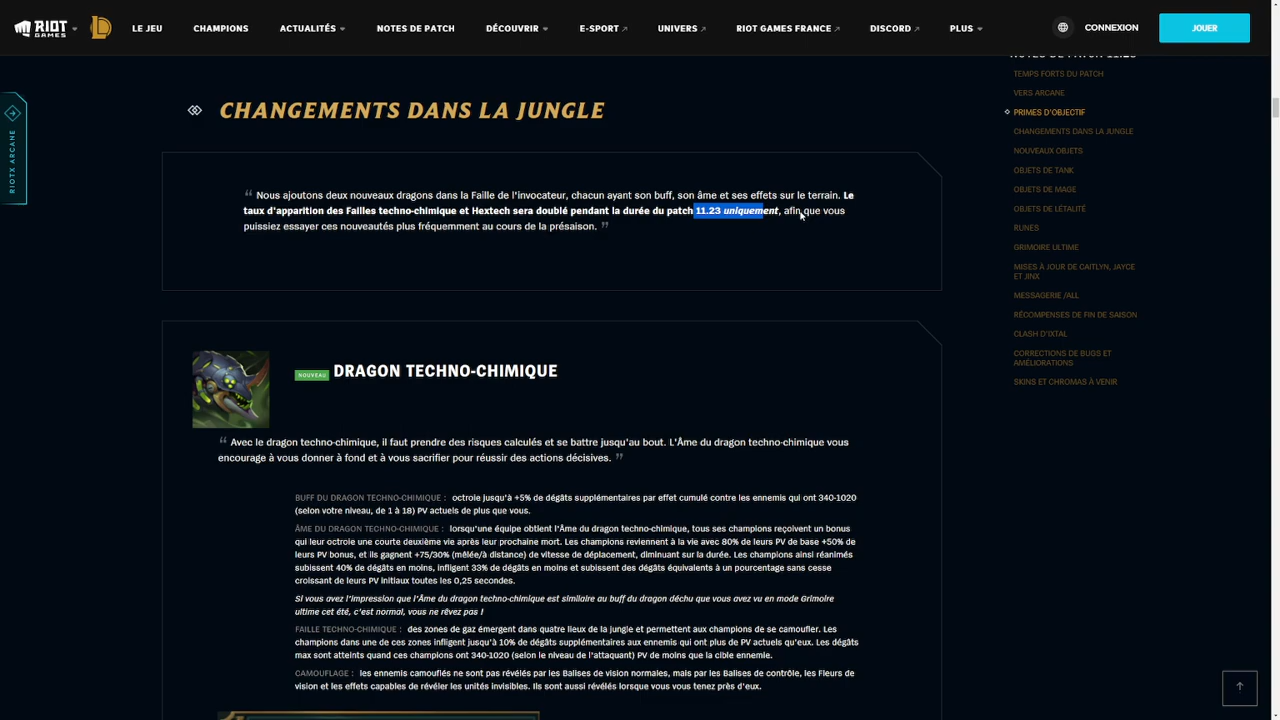 RIOT GAMES
LE JEU
CHAMPIONS
ACTUALITÉS
NOTES DE PATCH
DÉCOUVRIR
E-SPORT
UNIVERS
RIOT GAMES FRANCE
DISCORD
PLUS
CONNEXION
JOUER
RIOTX ARCANE
CHANGEMENTS DANS LA JUNGLE
“ Nous ajoutons deux nouveaux dragons dans la Faille de l'invocateur, chacun ayant son buff, son âme et ses effets sur le terrain. Le
taux d'apparition des Failles techno-chimique et Hextech sera doublé pendant la durée du patch 11.23 uniquement, afin que vous
puissiez essayer ces nouveautés plus fréquemment au cours de la présaison. ”
NOUVEAU DRAGON TECHNO-CHIMIQUE
“ Avec le dragon techno-chimique, il faut prendre des risques calculés et se battre jusqu'au bout. L'Âme du dragon techno-chimique vous
encourage à vous donner à fond et à vous sacrifier pour réussir des actions décisives. ”
BUFF DU DRAGON TECHNO-CHIMIQUE : octroie jusqu'à +5% de dégâts supplémentaires par effet cumulé contre les ennemis qui ont 340-1020
(selon votre niveau, de 1 à 18) PV actuels de plus que vous.
ÂME DU DRAGON TECHNO-CHIMIQUE : lorsqu'une équipe obtient l'Âme du dragon techno-chimique, tous ses champions reçoivent un bonus
qui leur octroie une courte deuxième vie après leur prochaine mort. Les champions reviennent à la vie avec 80% de leurs PV de base +50% de
leurs PV bonus, et ils gagnent +75/30% (mêlée/à distance) de vitesse de déplacement, diminuant sur la durée. Les champions ainsi réanimés
subissent 40% de dégâts en moins, infligent 33% de dégâts en moins et subissent des dégâts équivalents à un pourcentage sans cesse
croissant de leurs PV initiaux toutes les 0,25 secondes.
Si vous avez l'impression que l'Âme du dragon techno-chimique est similaire au buff du dragon déchu que vous avez vu en mode Grimoire
ultime cet été, c'est normal, vous ne rêvez pas !
FAILLE TECHNO-CHIMIQUE : des zones de gaz émergent dans quatre lieux de la jungle et permettent aux champions de se camoufler. Les
champions dans une de ces zones infligent jusqu'à 10% de dégâts supplémentaires aux ennemis qui ont plus de PV actuels qu'eux. Les dégâts
max sont atteints quand ces champions ont 340-1020 (selon le niveau de l'attaquant) PV de moins que la cible ennemie.
CAMOUFLAGE : les ennemis camouflés ne sont pas révélés par les Balises de vision normales, mais par les Balises de contrôle, les Fleurs de
vision et les effets capables de révéler les unités invisibles. Ils sont aussi révélés lorsque vous vous tenez près d'eux.
NOTES DE PATCH 11.23
TEMPS FORTS DU PATCH
VERS ARCANE
PRIMES D'OBJECTIF
CHANGEMENTS DANS LA JUNGLE
NOUVEAUX OBJETS
OBJETS DE TANK
OBJETS DE MAGE
OBJETS DE LÉTALITÉ
RUNES
GRIMOIRE ULTIME
MISES À JOUR DE CAITLYN, JAYCE
ET JINX
MESSAGERIE /ALL
RÉCOMPENSES DE FIN DE SAISON
CLASH D'IXTAL
CORRECTIONS DE BUGS ET
AMÉLIORATIONS
SKINS ET CHROMAS À VENIR